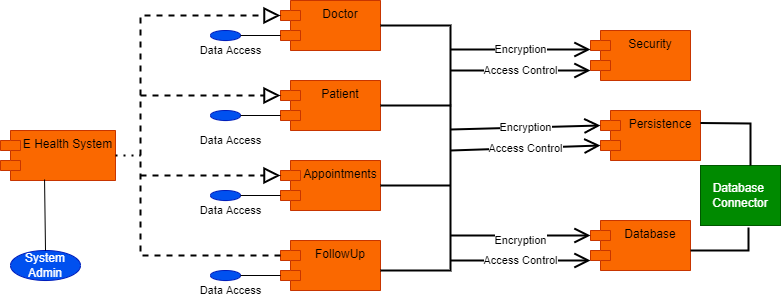 Doctor
Data Access
Encryption
Security
Access Control
Patient
Data Access
Encryption
Persistence
E Health System
Access Control
Appointments
Database
Connector
Data Access
Encryption
Database
System
Admin
FollowUp
Access Control
Data Access